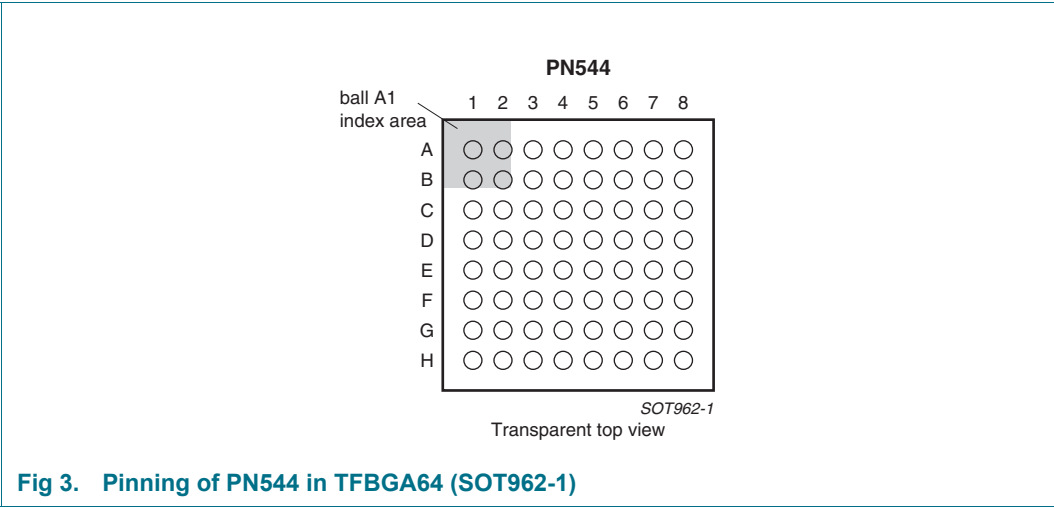 PN544
ball A1
index area
1 2 3 4 5 6 7 8
A
B
C
D
E
F
G
H
SOT962-1
Transparent top view
Fig 3. Pinning of PN544 in TFBGA64 (SOT962-1)